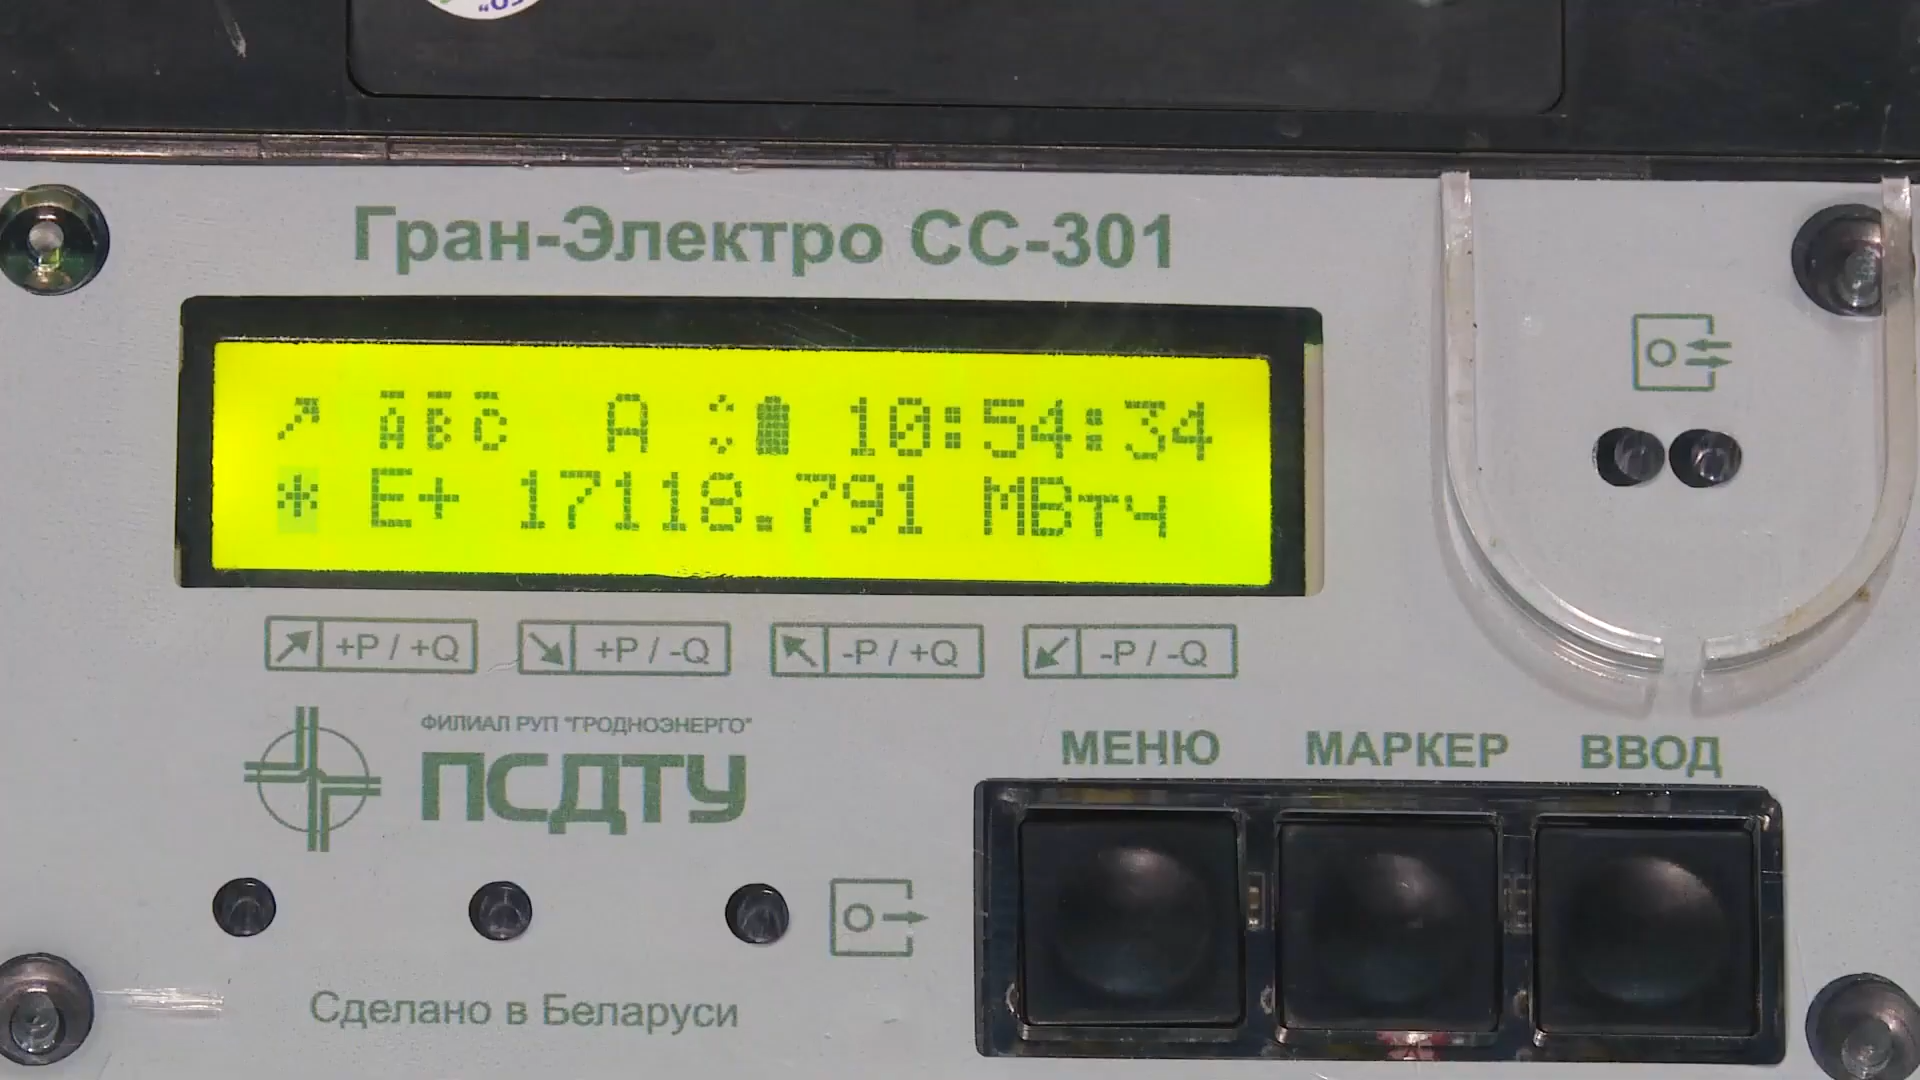 Гран-Электро СС-301
↗ ABC A 10:54:34
* E+ 17118.791 МВтч
+P / +Q
+P / -Q
-P / +Q
-P / -Q
ФИЛИАЛ РУП "ГРОДНОЭНЕРГО"
ПСДТУ
МЕНЮ МАРКЕР ВВОД
Сделано в Беларуси